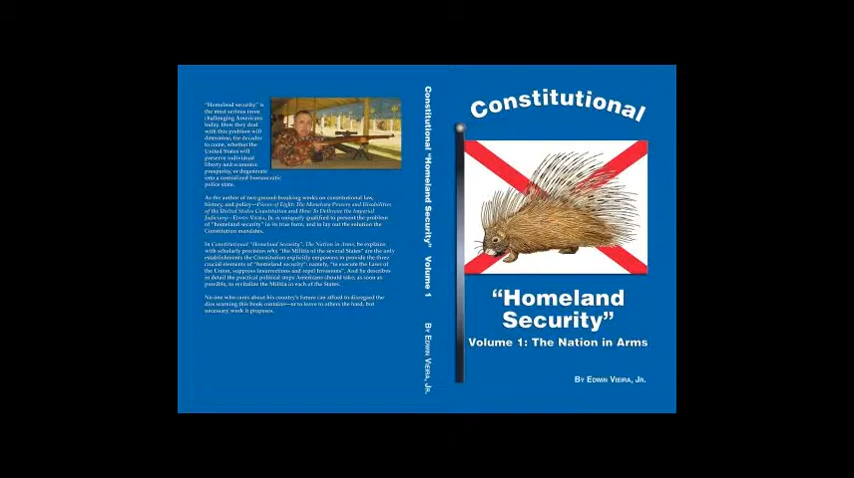 "Homeland security" is
the most serious issue
challenging Americans
today. How they deal
with this problem will
determine, for decades
to come, whether the
United States will
preserve individual
liberty and economic
prosperity, or degenerate
into a centralized bureaucratic
police state.
As the author of two ground-breaking works on constitutional law,
history, and policy—Pieces of Eight: The Monetary Powers and Disabilities
of the United States Constitution and How To Dethrone the Imperial
Judiciary—EDWIN VIEIRA, JR. is uniquely qualified to present the problem
of "homeland security" in its true form, and to lay out the solution the
Constitution mandates.
In Constitutional "Homeland Security": The Nation in Arms, he explains
with scholarly precision why "the Militia of the several States" are the only
establishments the Constitution explicitly empowers to provide the three
crucial elements of "homeland security": namely, "to execute the Laws of
the Union, suppress Insurrections and repel Invasions". And he describes
in detail the practical political steps Americans should take, as soon as
possible, to revitalize the Militia in each of the States.
No one who cares about his country's future can afford to disregard the
dire warning this book contains—or to leave to others the hard, but
necessary work it proposes.
Constitutional "Homeland Security" Volume 1 BY EDWIN VIEIRA, JR.
Constitutional
"Homeland
Security"
Volume 1: The Nation in Arms
BY EDWIN VIEIRA, JR.